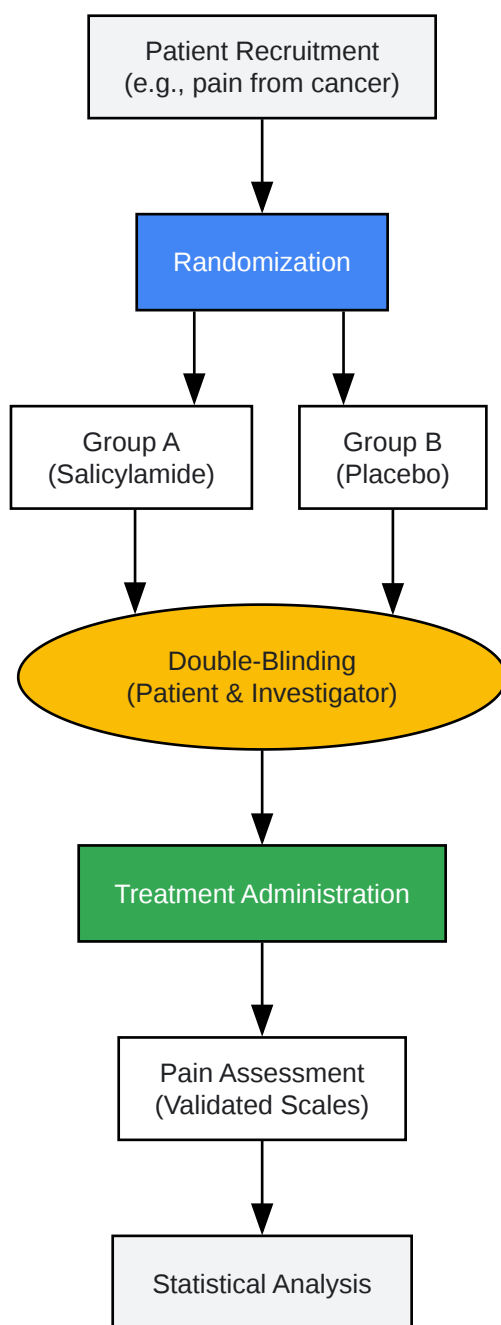 Patient Recruitment
(e.g., pain from cancer)
Randomization
Group A
(Salicylamide)
Group B
(Placebo)
Double-Blinding
(Patient & Investigator)
Treatment Administration
Pain Assessment
(Validated Scales)
Statistical Analysis